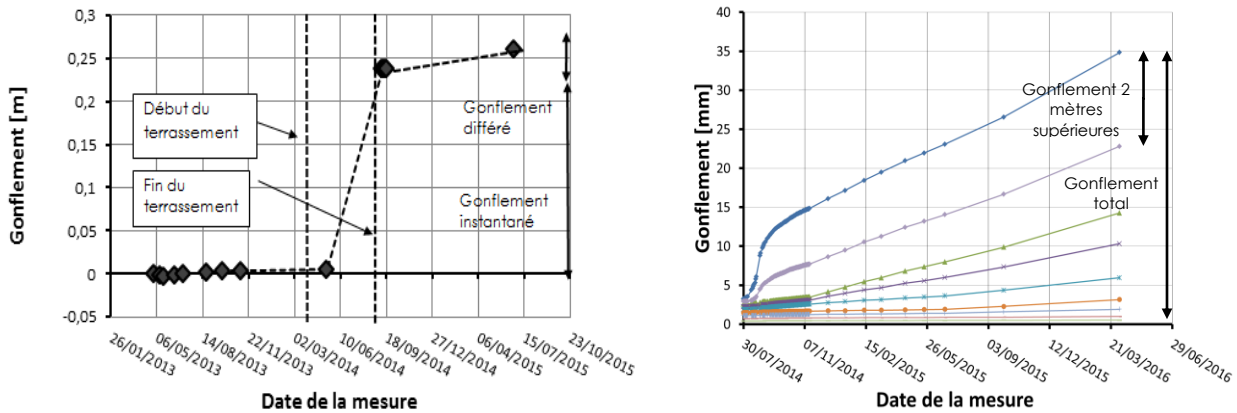 Gonflement [m]
0,3
0,25
0,2
0,15
0,1
0,05
0
-0,05
Début du
terrassement
Fin du
terrassement
Gonflement
différé
Gonflement
instantané
26/01/2013
06/05/2013
14/08/2013
22/11/2013
02/03/2014
10/06/2014
18/09/2014
27/12/2014
06/04/2015
15/07/2015
23/10/2015
Date de la mesure
Gonflement [mm]
40
35
30
25
20
15
10
5
0
Gonflement 2
mètres
supérieures
Gonflement
total
30/07/2014
07/11/2014
15/02/2015
26/05/2015
03/09/2015
12/12/2015
21/03/2016
29/06/2016
Date de la mesure